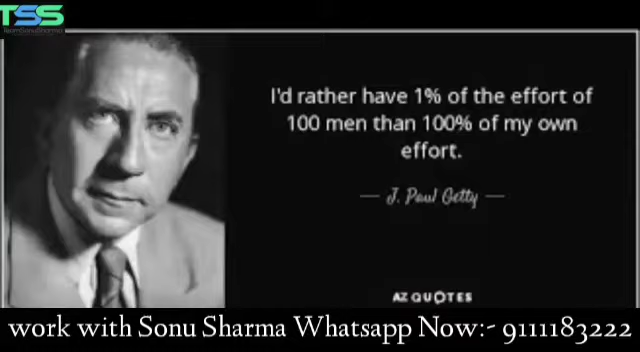 TSS
TeamSonuSharma
I'd rather have 1% of the effort of
100 men than 100% of my own
effort.
J. Paul Getty
AZ QUOTES
work with Sonu Sharma Whatsapp Now:- 9111183222